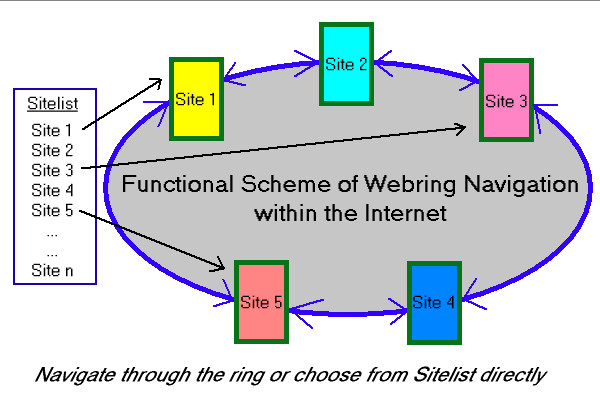 Site 2
Site 1
Site 3
Sitelist
Site 1
Site 2
Site 3
Site 4
Site 5
...
...
Site n
Functional Scheme of Webring Navigation
within the Internet
Site 5
Site 4
Navigate through the ring or choose from Sitelist directly